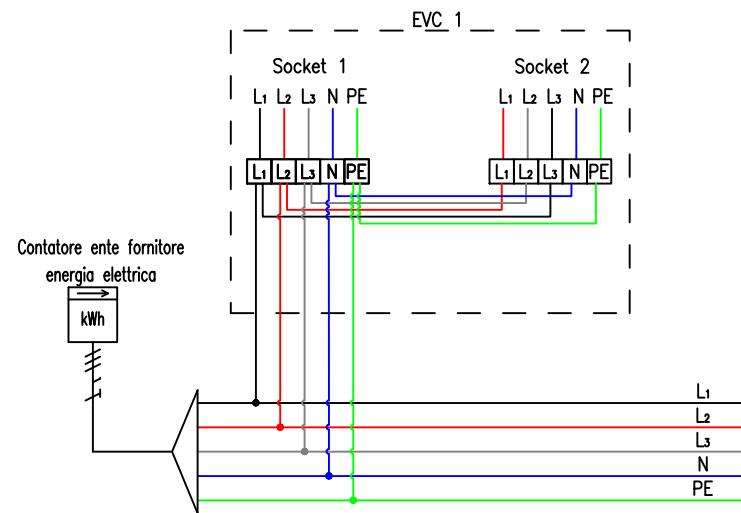 EVC 1
Socket 1
Socket 2
L1 L2 L3 N PE
L1 L2 L3 N PE
L1 L2 L3 N PE
L1 L2 L3 N PE
Contatore ente fornitore
energia elettrica
kWh
L1
L2
L3
N
PE